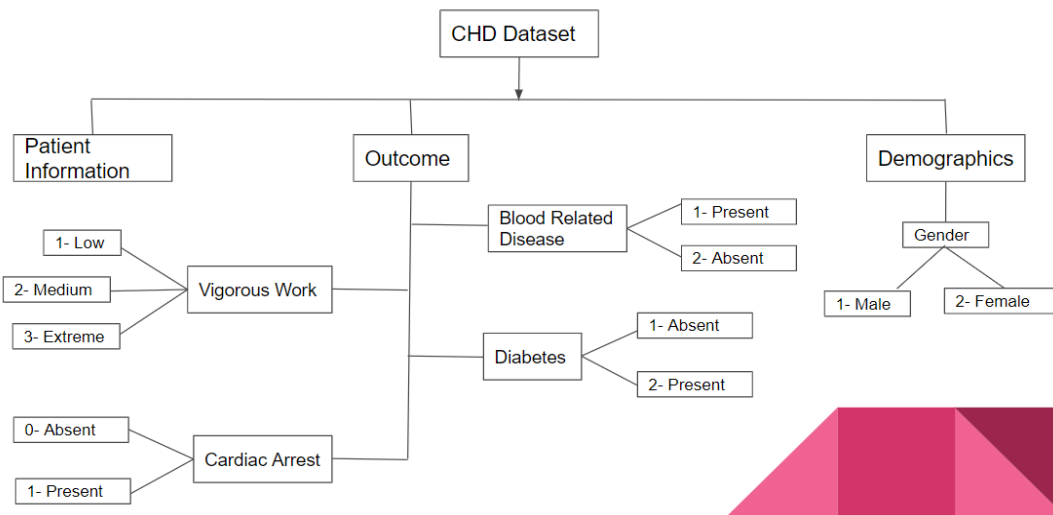 CHD Dataset
Patient
Information
Outcome
Demographics
Blood Related
Disease
1- Present
2- Absent
Gender
1- Male
2- Female
1- Low
2- Medium
3- Extreme
Vigorous Work
Diabetes
1- Absent
2- Present
0- Absent
1- Present
Cardiac Arrest